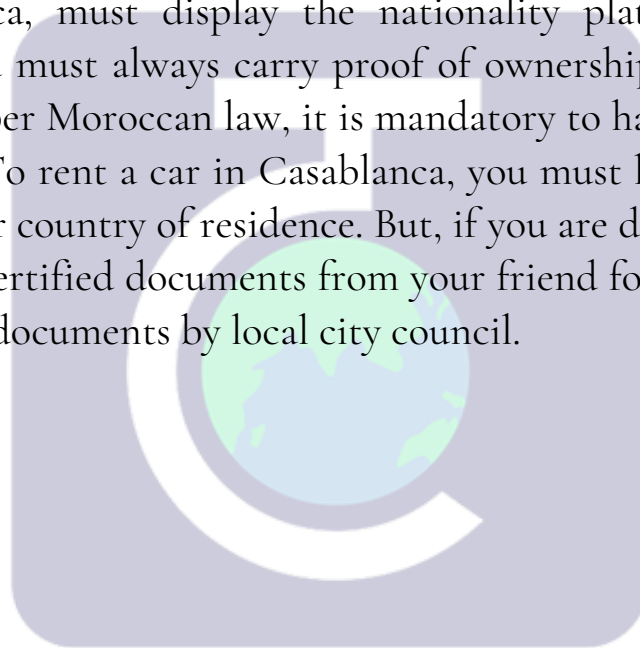 ca, must display the nationality plat
must always carry proof of ownership
per Moroccan law, it is mandatory to ha
To rent a car in Casablanca, you must
country of residence. But, if you are d
ertified documents from your friend fo
documents by local city council.